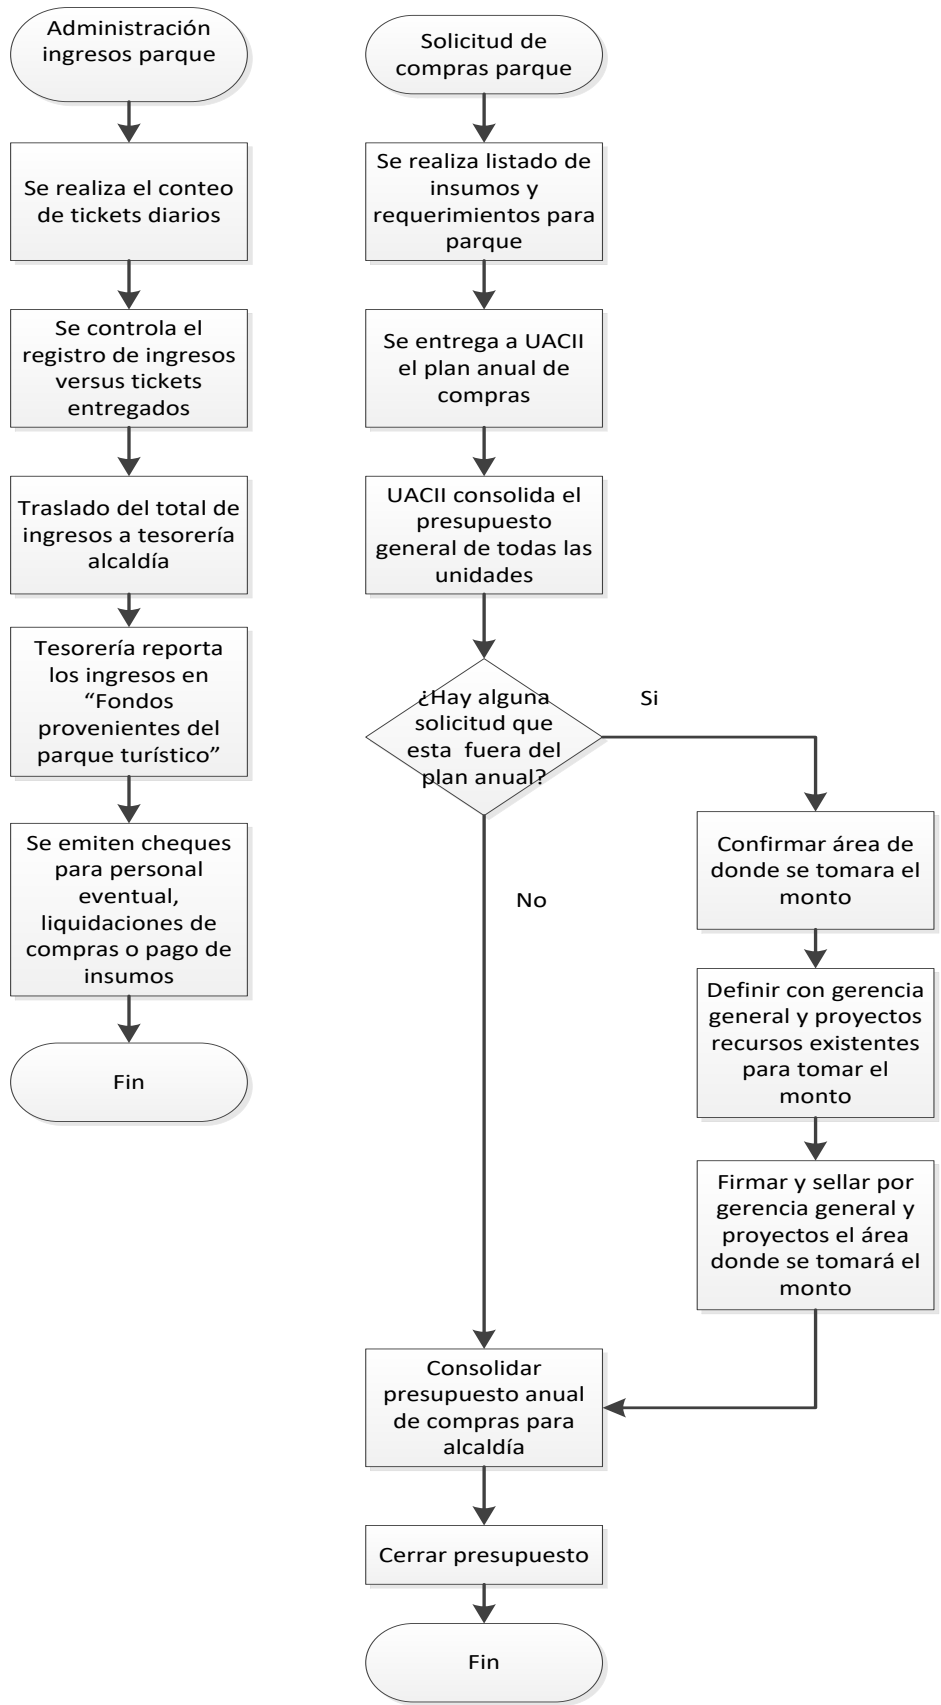 Administración
ingresos parque
Se realiza el conteo
de tickets diarios
Se controla el
registro de ingresos
versus tickets
entregados
Traslado del total de
ingresos a tesorería
alcaldía
Tesorería reporta
los ingresos en
“Fondos
provenientes del
parque turístico”
Se emiten cheques
para personal
eventual,
liquidaciones de
compras o pago de
insumos
Fin
Solicitud de
compras parque
Se realiza listado de
insumos y
requerimientos para
parque
Se entrega a UACII
el plan anual de
compras
UACII consolida el
presupuesto
general de todas las
unidades
¿Hay alguna
solicitud que
esta fuera del
plan anual?
Si
No
Confirmar área de
donde se tomara el
monto
Definir con gerencia
general y proyectos
recursos existentes
para tomar el
monto
Firmar y sellar por
gerencia general y
proyectos el área
donde se tomará el
monto
Consolidar
presupuesto anual
de compras para
alcaldía
Cerrar presupuesto
Fin